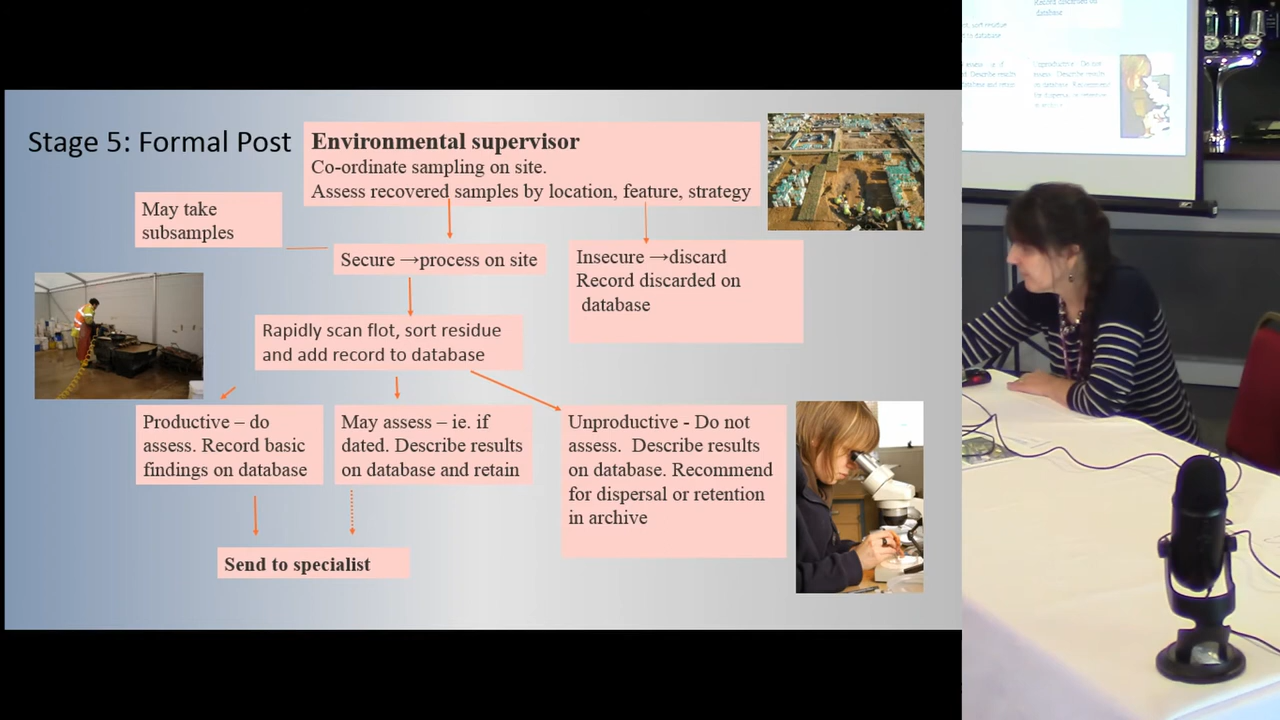 Stage 5: Formal Post
Environmental supervisor
Co-ordinate sampling on site.
Assess recovered samples by location, feature, strategy
May take
subsamples
Secure →process on site
Insecure →discard
Record discarded on
database
Rapidly scan flot, sort residue
and add record to database
Productive – do
assess. Record basic
findings on database
May assess – ie. if
dated. Describe results
on database and retain
Unproductive - Do not
assess. Describe results
on database. Recommend
for dispersal or retention
in archive
Send to specialist
database